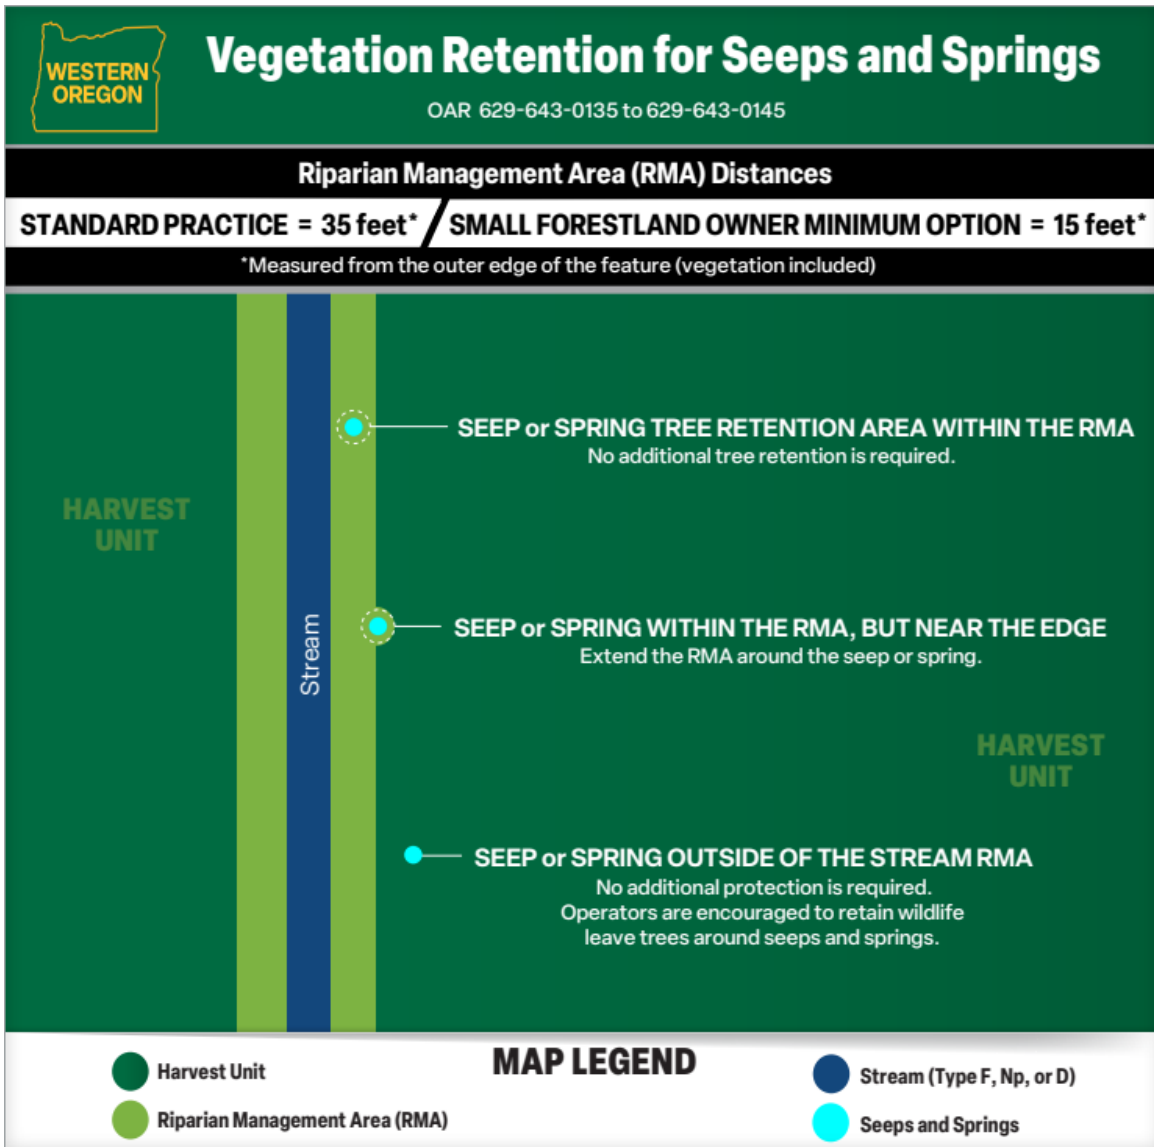 WESTERN
OREGON
Vegetation Retention for Seeps and Springs
OAR 629-643-0135 to 629-643-0145
Riparian Management Area (RMA) Distances
STANDARD PRACTICE = 35 feet* / SMALL FORESTLAND OWNER MINIMUM OPTION = 15 feet*
*Measured from the outer edge of the feature (vegetation included)
SEEP or SPRING TREE RETENTION AREA WITHIN THE RMA
No additional tree retention is required.
HARVEST
UNIT
Stream
SEEP or SPRING WITHIN THE RMA, BUT NEAR THE EDGE
Extend the RMA around the seep or spring.
HARVEST
UNIT
SEEP or SPRING OUTSIDE OF THE STREAM RMA
No additional protection is required.
Operators are encouraged to retain wildlife
leave trees around seeps and springs.
MAP LEGEND
Harvest Unit
Riparian Management Area (RMA)
Stream (Type F, Np, or D)
Seeps and Springs